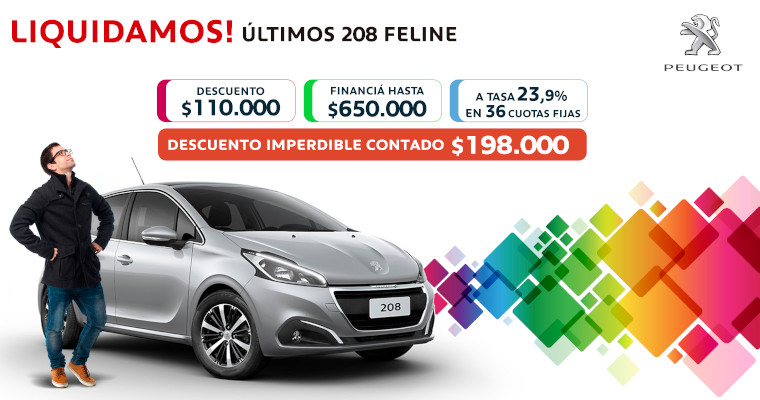 LIQUIDAMOS! ÚLTIMOS 208 FELINE
PEUGEOT
DESCUENTO
$110.000
FINANCIÁ HASTA
$650.000
A TASA 23,9%
EN 36 CUOTAS FIJAS
DESCUENTO IMPERDIBLE CONTADO $198.000
208